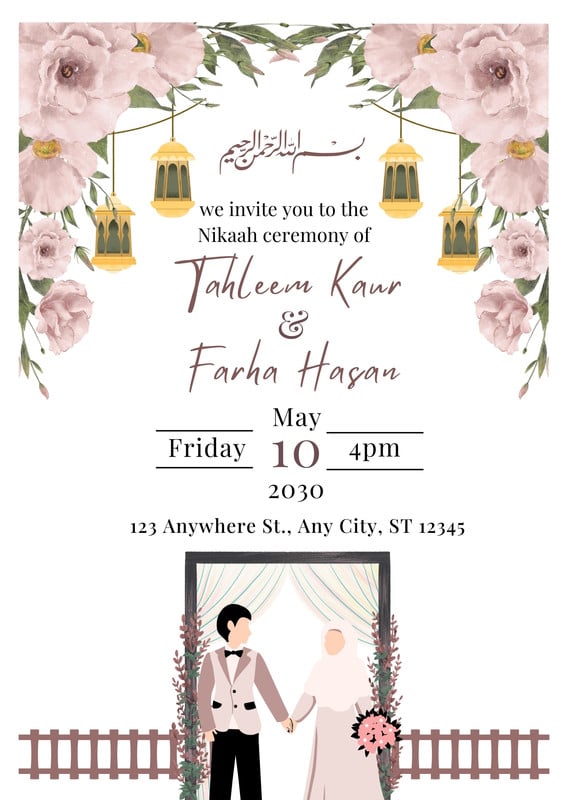 بسم الله الرحمن الرحيم
we invite you to the
Nikaah ceremony of
Tahleem Kaur
&
Farha Hasan
May
Friday 10 4pm
2030
123 Anywhere St., Any City, ST 12345